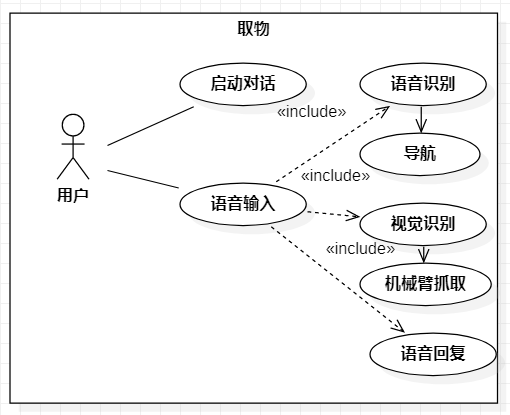 取物
启动对话
语音识别
«include»
导航
«include»
用户
语音输入
视觉识别
«include»
机械臂抓取
语音回复